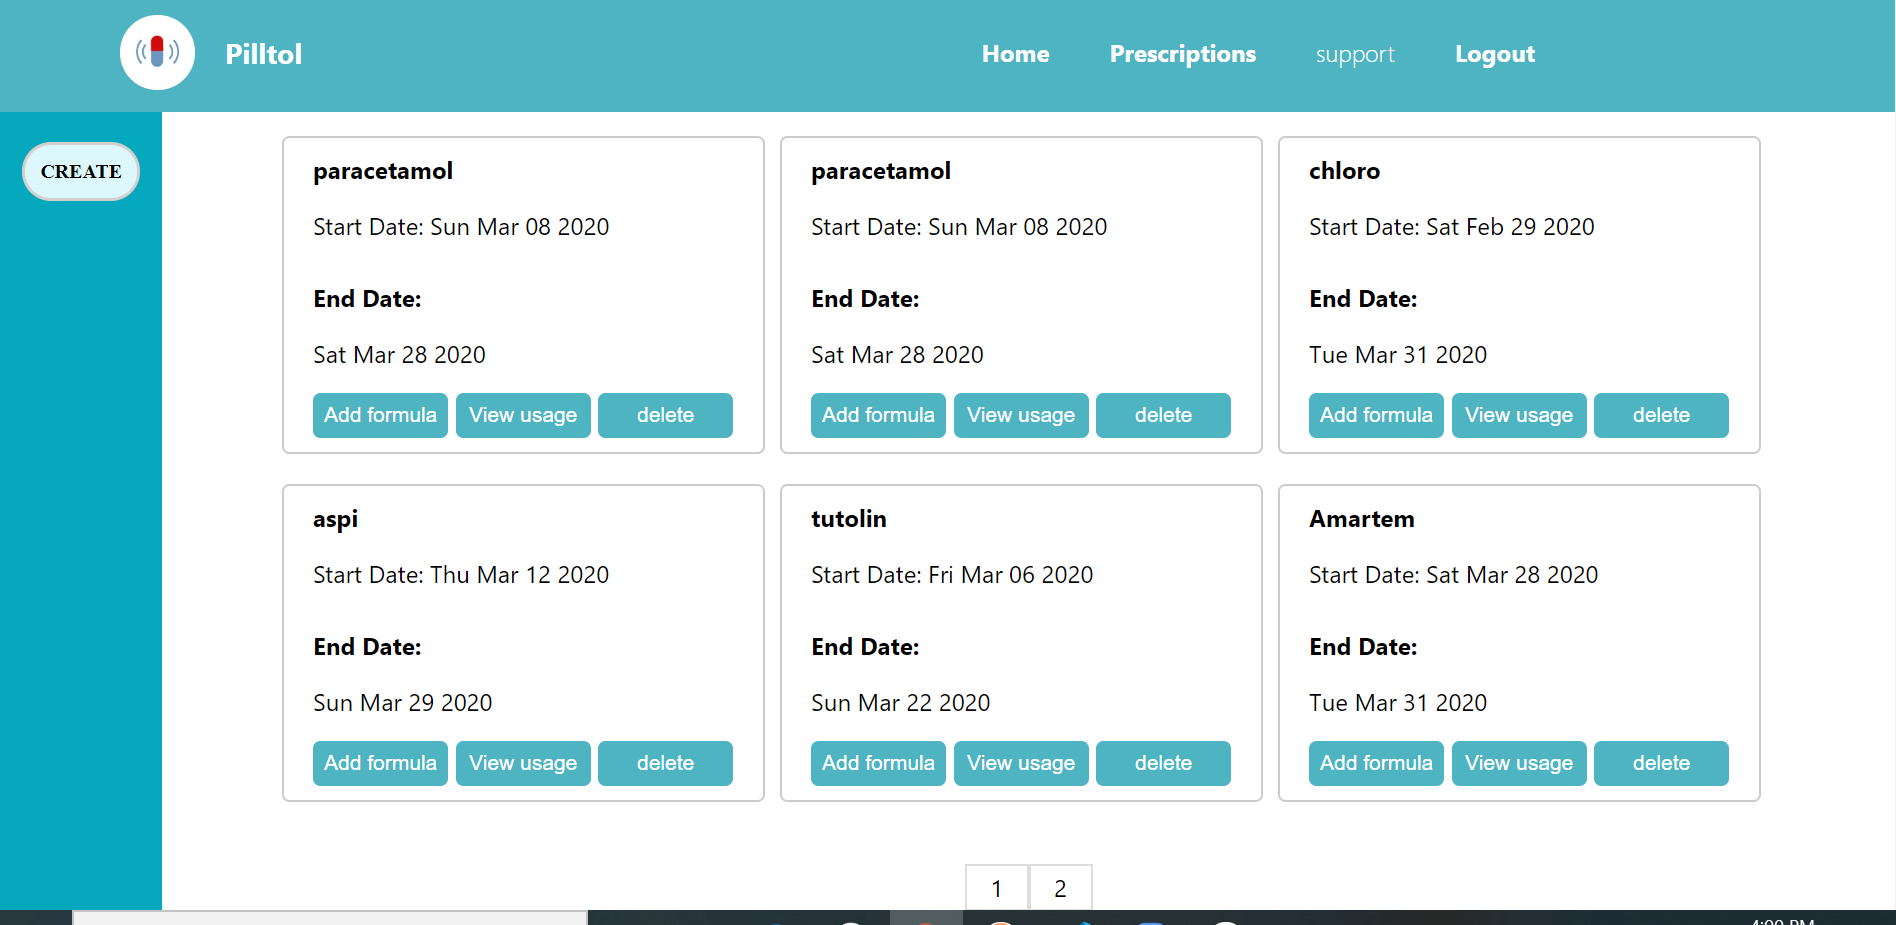 Pilltol
Home Prescriptions support Logout
CREATE
paracetamol
Start Date: Sun Mar 08 2020
End Date:
Sat Mar 28 2020
Add formula View usage delete
paracetamol
Start Date: Sun Mar 08 2020
End Date:
Sat Mar 28 2020
Add formula View usage delete
chloro
Start Date: Sat Feb 29 2020
End Date:
Tue Mar 31 2020
Add formula View usage delete
aspi
Start Date: Thu Mar 12 2020
End Date:
Sun Mar 29 2020
Add formula View usage delete
tutolin
Start Date: Fri Mar 06 2020
End Date:
Sun Mar 22 2020
Add formula View usage delete
Amartem
Start Date: Sat Mar 28 2020
End Date:
Tue Mar 31 2020
Add formula View usage delete
1 2
4:00 PM